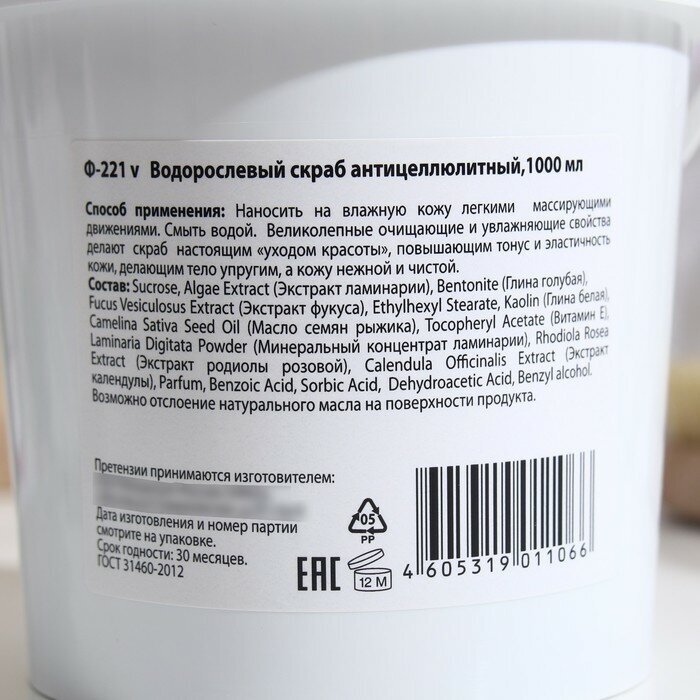 Ф-221 v Водорослевый скраб антицеллюлитный,1000 мл
Способ применения: Наносить на влажную кожу легкими массирующими
движениями. Смыть водой. Великолепные очищающие и увлажняющие свойства
делают скраб настоящим «уходом красоты», повышающим тонус и эластичность
кожи, делающим тело упругим, а кожу нежной и чистой.
Состав: Sucrose, Algae Extract (Экстракт ламинарии), Bentonite (Глина голубая),
Fucus Vesiculosus Extract (Экстракт фукуса), Ethylhexyl Stearate, Kaolin (Глина белая),
Camelina Sativa Seed Oil (Масло семян рыжика), Tocopheryl Acetate (Витамин Е),
Laminaria Digitata Powder (Минеральный концентрат ламинарии), Rhodiola Rosea
Extract (Экстракт родиолы розовой), Calendula Officinalis Extract (Экстракт
календулы), Parfum, Benzoic Acid, Sorbic Acid, Dehydroacetic Acid, Benzyl alcohol.
Возможно отслоение натурального масла на поверхности продукта.
Претензии принимаются изготовителем:
Дата изготовления и номер партии
смотрите на упаковке.
Срок годности: 30 месяцев.
ГОСТ 31460-2012
05
PP
EAC
12 M
4 605319 011066